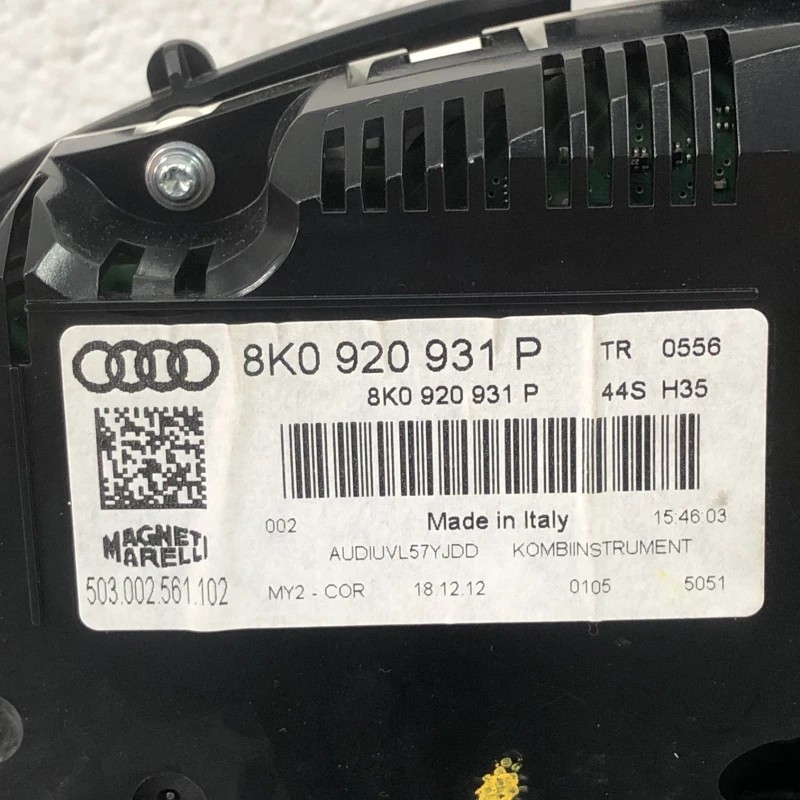 8K0 920 931 P TR 0556
8K0 920 931 P 44S H35
002 Made in Italy 15:46:03
MAGNETI MARELLI
AUDIUVL57YJDD KOMBIINSTRUMENT
503.002.561.102 MY2 - COR 18.12.12 0105 5051